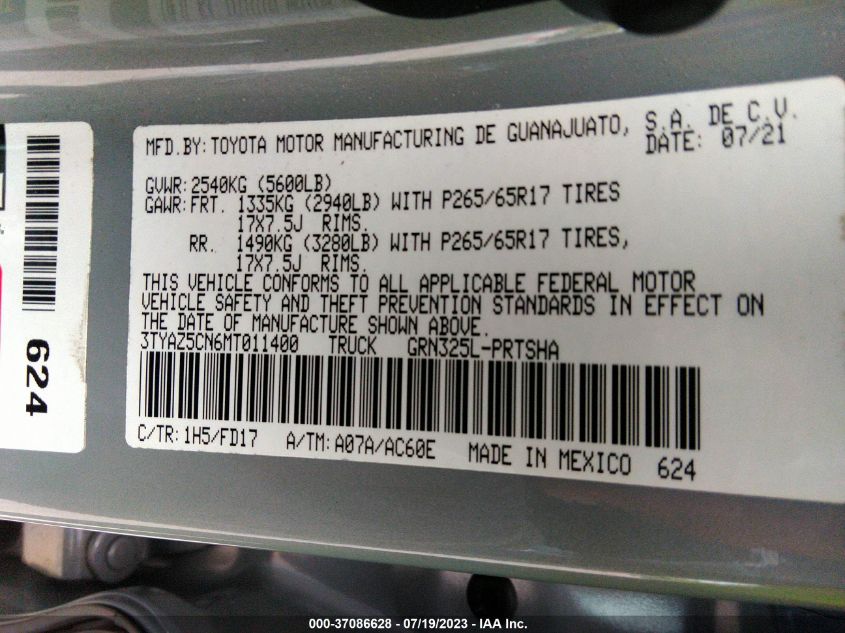 MFD.BY: TOYOTA MOTOR MANUFACTURING DE GUANAJUATO, S.A. DE C.V.
DATE: 07/21
GVWR: 2540KG (5600LB)
GAWR: FRT. 1335KG (2940LB) WITH P265/65R17 TIRES
17X7.5J RIMS.
RR. 1490KG (3280LB) WITH P265/65R17 TIRES,
17X7.5J RIMS.
THIS VEHICLE CONFORMS TO ALL APPLICABLE FEDERAL MOTOR
VEHICLE SAFETY AND THEFT PREVENTION STANDARDS IN EFFECT ON
THE DATE OF MANUFACTURE SHOWN ABOVE.
3TYAZ5CN6MT011400 TRUCK GRN325L-PRTSHA
C/TR: 1H5/FD17 A/TM: A07A/AC60E MADE IN MEXICO 624
624
000-37086628 - 07/19/2023 - IAA Inc.